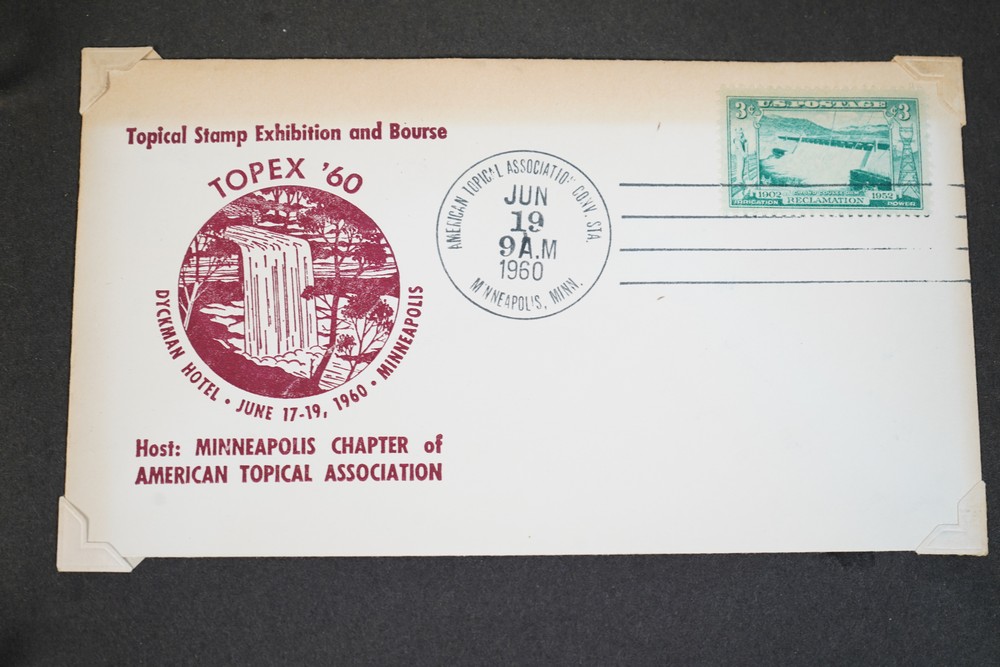 Topical Stamp Exhibition and Bourse
TOPEX '60
DYCKMAN HOTEL • JUNE 17-19, 1960 • MINNEAPOLIS
Host: MINNEAPOLIS CHAPTER of
AMERICAN TOPICAL ASSOCIATION
AMERICAN TOPICAL ASSOCIATION CONV. STA.
JUN
19
9 A.M
1960
MINNEAPOLIS, MINN.
3¢ U.S. POSTAGE ¢3
1902 1952
IRRIGATION RECLAMATION POWER